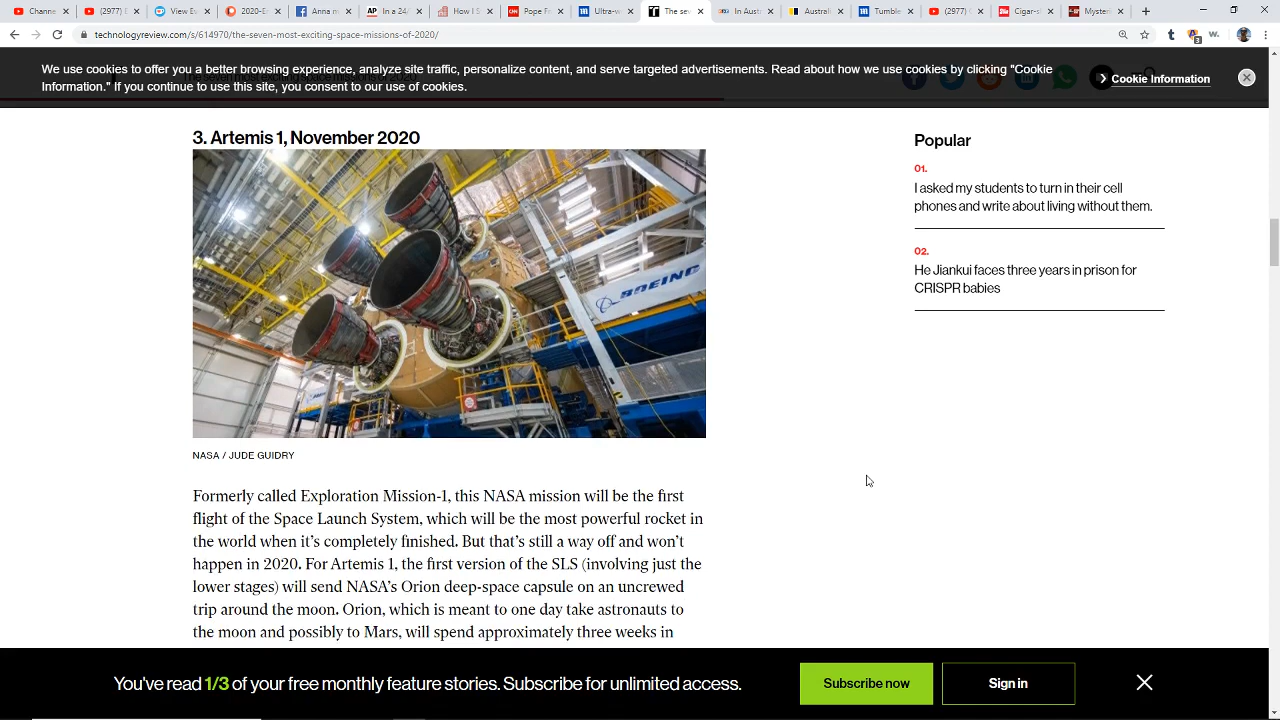 Channe
(2977) E
View Ev
2020-E
Anna m
In a 24/
How I S
Pope F
Ultra-w
The sev
In Aust
Australi
Tumble
(2977) C
Cigar-sh
Mysteri
technologyreview.com/s/614970/the-seven-most-exciting-space-missions-of-2020/
We use cookies to offer you a better browsing experience, analyze site traffic, personalize content, and serve targeted advertisements. Read about how we use cookies by clicking "Cookie
Information." If you continue to use this site, you consent to our use of cookies.
Cookie Information
3. Artemis 1, November 2020
BOEING
NASA / JUDE GUIDRY
Formerly called Exploration Mission-1, this NASA mission will be the first
flight of the Space Launch System, which will be the most powerful rocket in
the world when it's completely finished. But that's still a way off and won't
happen in 2020. For Artemis 1, the first version of the SLS (involving just the
lower stages) will send NASA's Orion deep-space capsule on an uncrewed
trip around the moon. Orion, which is meant to one day take astronauts to
the moon and possibly to Mars, will spend approximately three weeks in
Popular
01.
I asked my students to turn in their cell
phones and write about living without them.
02.
He Jiankui faces three years in prison for
CRISPR babies
You've read 1/3 of your free monthly feature stories. Subscribe for unlimited access.
Subscribe now
Sign in